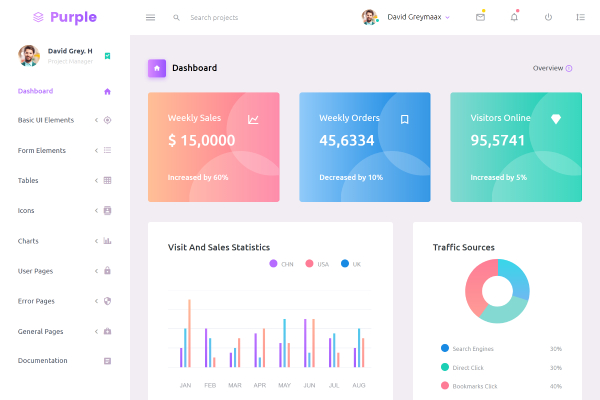 Purple
Search projects
David Greymaax
David Grey. H
Project Manager
Dashboard
Basic UI Elements
Form Elements
Tables
Icons
Charts
User Pages
Error Pages
General Pages
Documentation
Dashboard
Overview
Weekly Sales
$ 15,0000
Increased by 60%
Weekly Orders
45,6334
Decreased by 10%
Visitors Online
95,5741
Increased by 5%
Visit And Sales Statistics
CHN USA UK
JAN FEB MAR APR MAY JUN JUL AUG
Traffic Sources
Search Engines 30%
Direct Click 30%
Bookmarks Click 40%